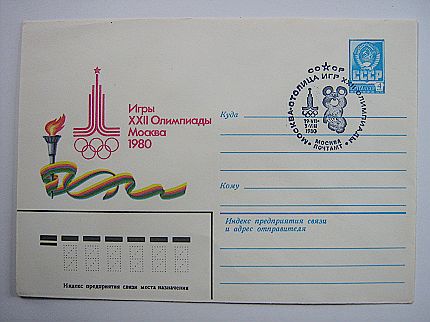 Игры
XXII Олимпиады
Москва
1980
СССР
МОСКВА-СТОЛИЦА ИГР XXII ОЛИМПИАДЫ
1980
МОСКВА
ПОЧТАМТ
СССР
Куда
Кому
Индекс предприятия связи
и адрес отправителя
Индекс предприятия связи места назначения